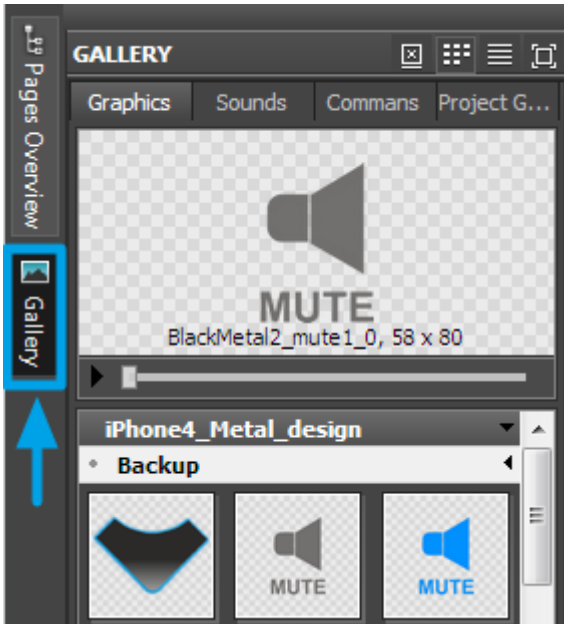 Pages Overview
Gallery
GALLERY
Graphics Sounds Commans Project G...
MUTE
BlackMetal2_mute1_0, 58 x 80
iPhone4_Metal_design
Backup
MUTE MUTE